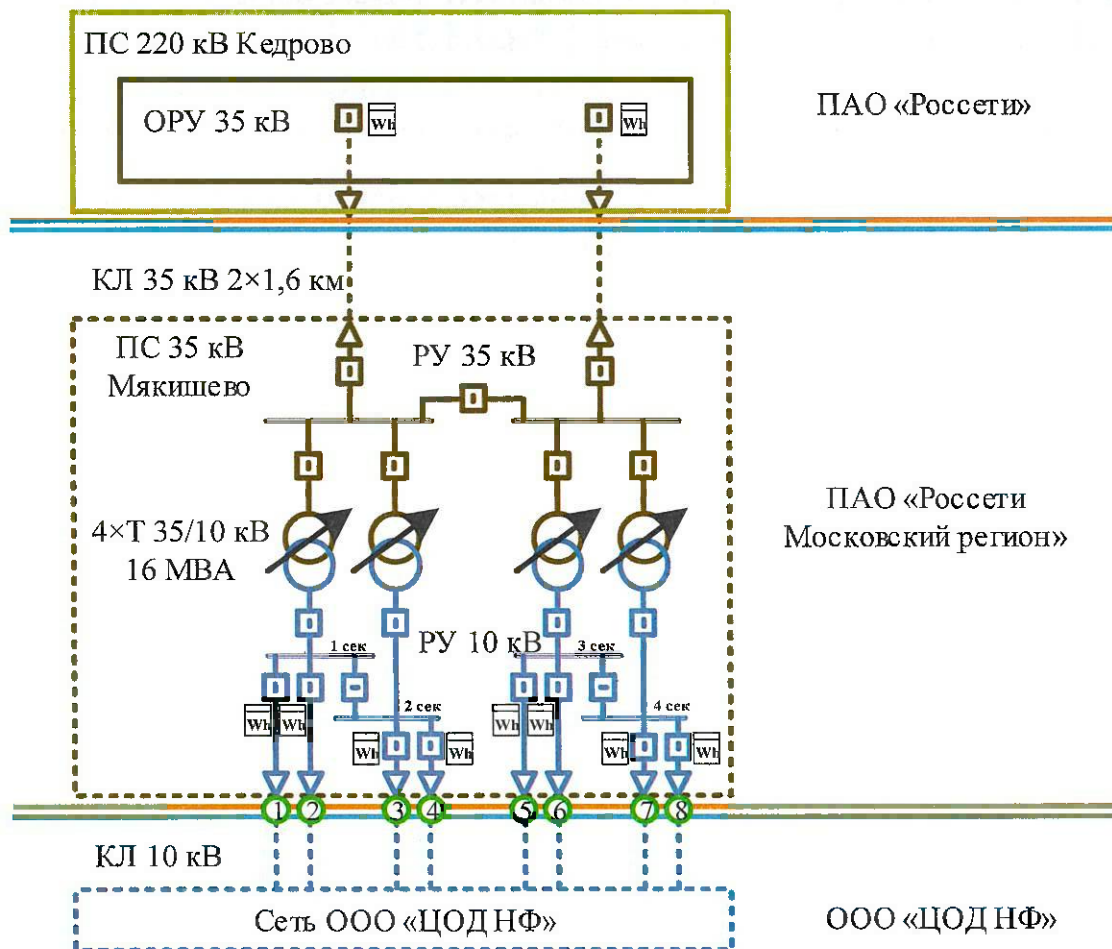 ПС 220 кВ Кедрово
ОРУ 35 кВ
Wh
Wh
ПАО «Россети»
КЛ 35 кВ 2×1,6 км
ПС 35 кВ
Мякишево
РУ 35 кВ
4×Т 35/10 кВ
16 МВА
ПАО «Россети
Московский регион»
РУ 10 кВ
1 сек
3 сек
Wh
Wh
2 сек
Wh
Wh
4 сек
Wh
Wh
Wh
Wh
1
2
3
4
5
6
7
8
КЛ 10 кВ
Сеть ООО «ЦОД НФ»
ООО «ЦОД НФ»